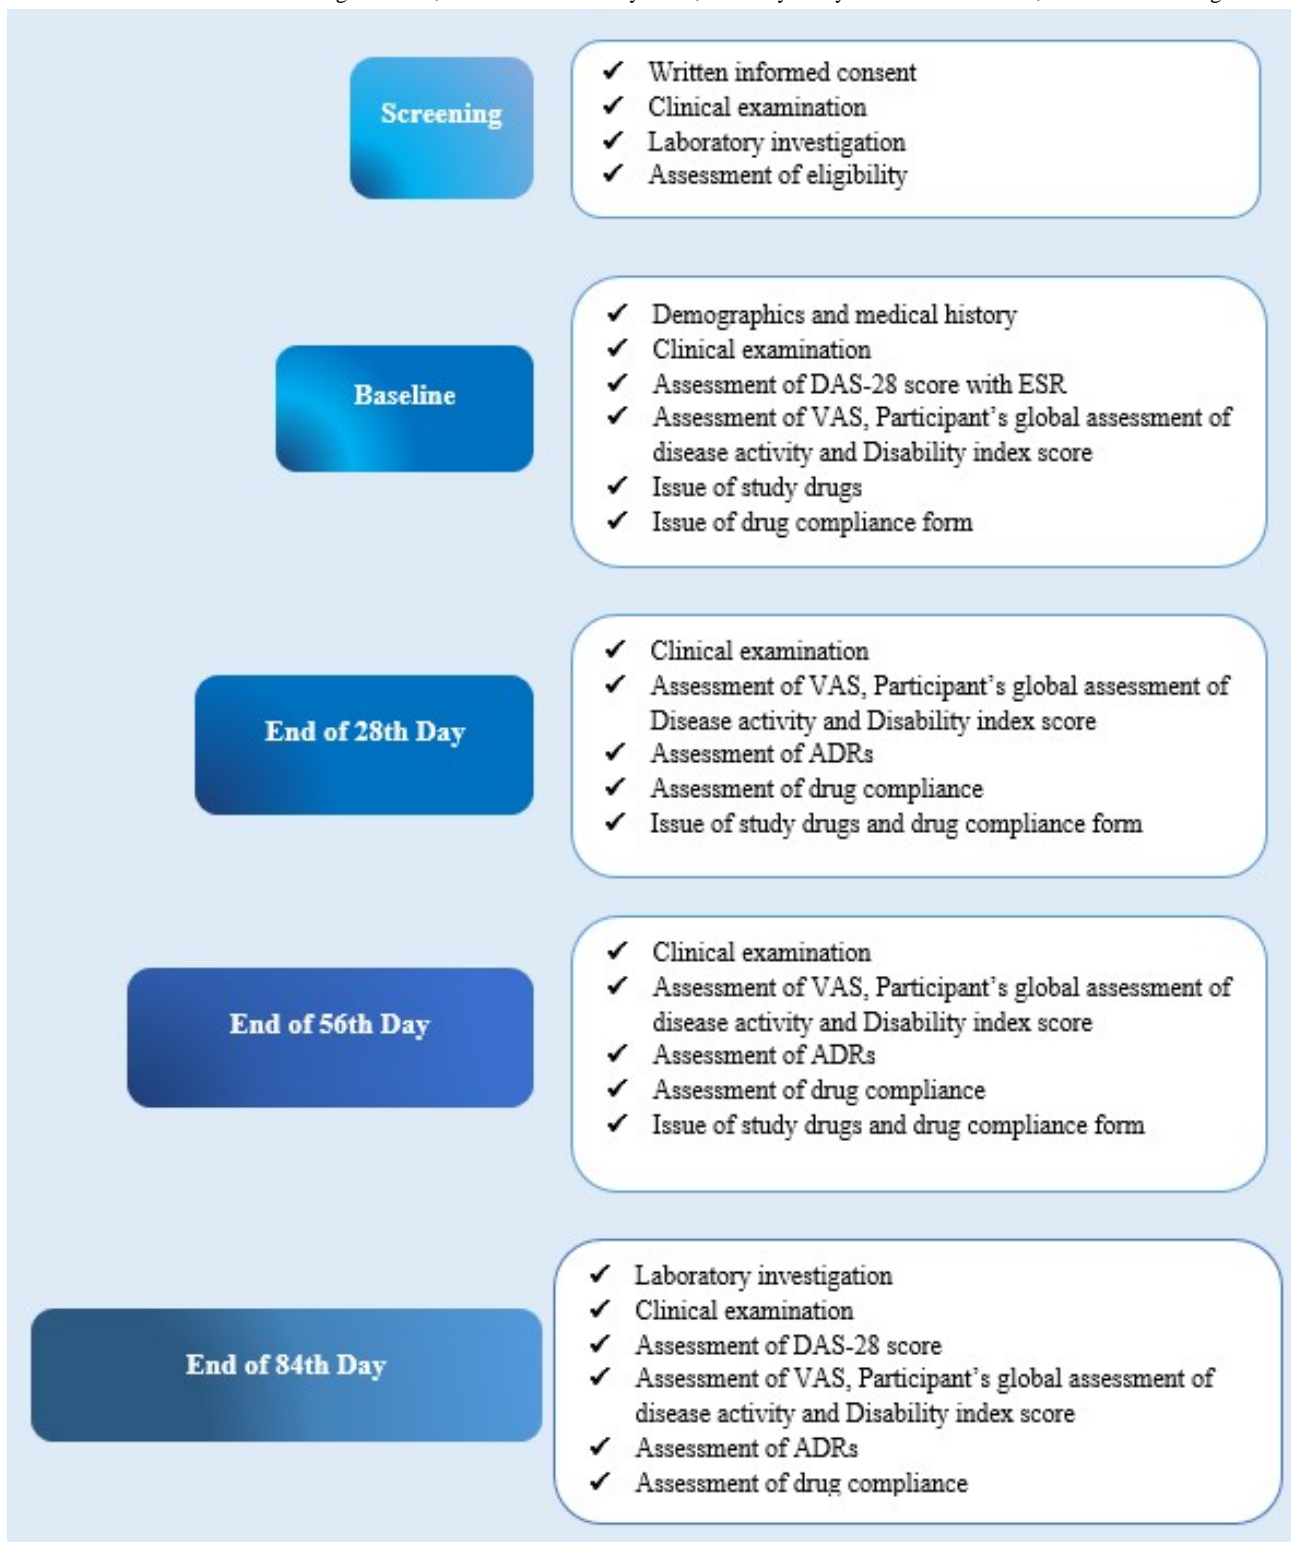 Screening
✓ Written informed consent
✓ Clinical examination
✓ Laboratory investigation
✓ Assessment of eligibility
Baseline
✓ Demographics and medical history
✓ Clinical examination
✓ Assessment of DAS-28 score with ESR
✓ Assessment of VAS, Participant’s global assessment of
disease activity and Disability index score
✓ Issue of study drugs
✓ Issue of drug compliance form
End of 28th Day
✓ Clinical examination
✓ Assessment of VAS, Participant’s global assessment of
Disease activity and Disability index score
✓ Assessment of ADRs
✓ Assessment of drug compliance
✓ Issue of study drugs and drug compliance form
End of 56th Day
✓ Clinical examination
✓ Assessment of VAS, Participant’s global assessment of
disease activity and Disability index score
✓ Assessment of ADRs
✓ Assessment of drug compliance
✓ Issue of study drugs and drug compliance form
End of 84th Day
✓ Laboratory investigation
✓ Clinical examination
✓ Assessment of DAS-28 score
✓ Assessment of VAS, Participant’s global assessment of
disease activity and Disability index score
✓ Assessment of ADRs
✓ Assessment of drug compliance